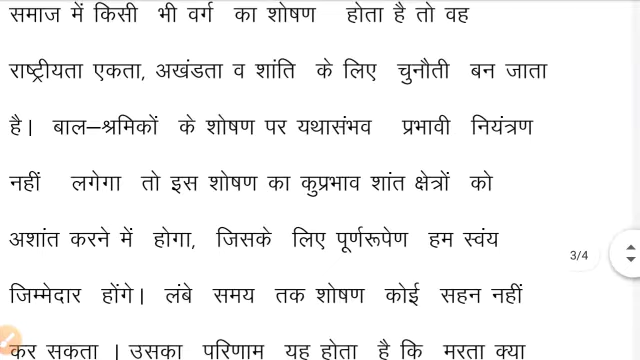 समाज में किसी भी वर्ग का शोषण होता है तो वह
राष्ट्रीयता एकता, अखंडता व शांति के लिए चुनौती बन जाता
है। बाल–श्रमिकों के शोषण पर यथासंभव प्रभावी नियंत्रण
नहीं लगेगा तो इस शोषण का कुप्रभाव शांत क्षेत्रों को
3/4
अशांत करने में होगा, जिसके लिए पूर्णरूपेण हम स्वंय
जिम्मेदार होंगे। लंबे समय तक शोषण कोई सहन नहीं
कर सकता । उसका परिणाम यह होता है कि मरता क्या